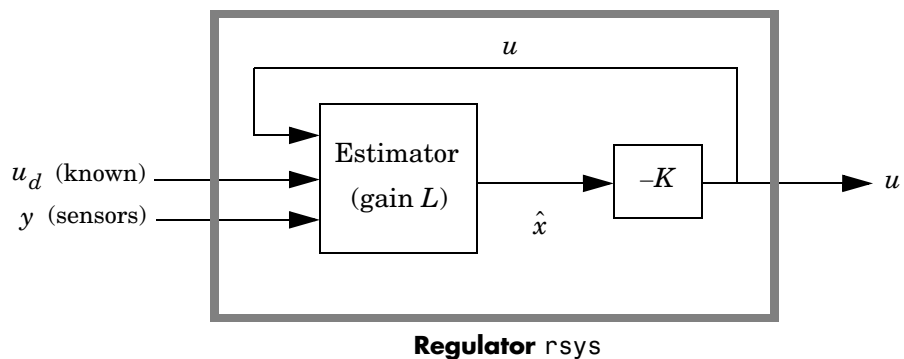 u
Estimator
(gain L)
u_d (known)
y (sensors)
–K
u
x̂
Regulator rsys